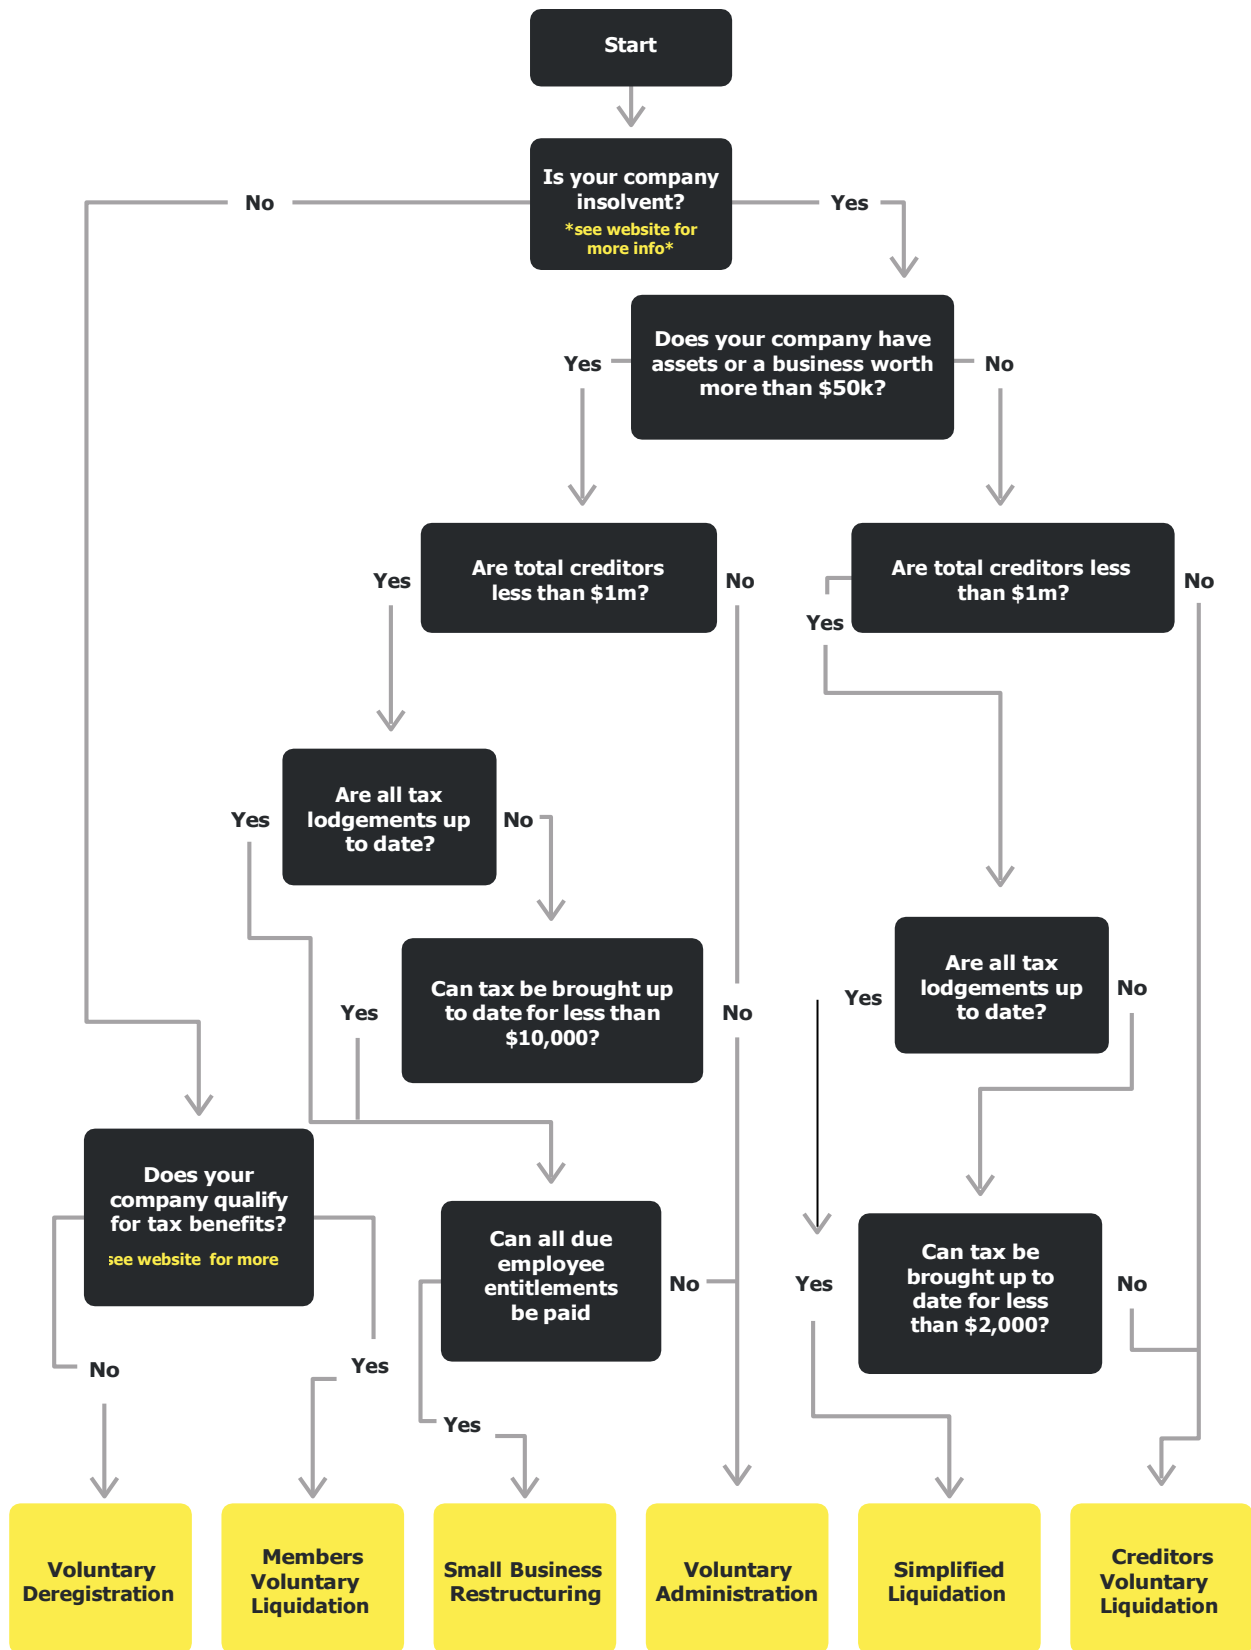 Start
Is your company
insolvent?
*see website for
more info*
No
Yes
Does your company have
assets or a business worth
more than $50k?
Yes
No
Are total creditors
less than $1m?
Yes
No
Are total creditors less
than $1m?
Yes
No
Are all tax
lodgements up
to date?
Yes
No
Can tax be brought up
to date for less than
$10,000?
Yes
No
Are all tax
lodgements up
to date?
Yes
No
Does your
company qualify
for tax benefits?
see website for more
No
Yes
Can all due
employee
entitlements
be paid
No
Yes
Can tax be
brought up to
date for less
than $2,000?
Yes
No
Voluntary
Deregistration
Members
Voluntary
Liquidation
Small Business
Restructuring
Voluntary
Administration
Simplified
Liquidation
Creditors
Voluntary
Liquidation